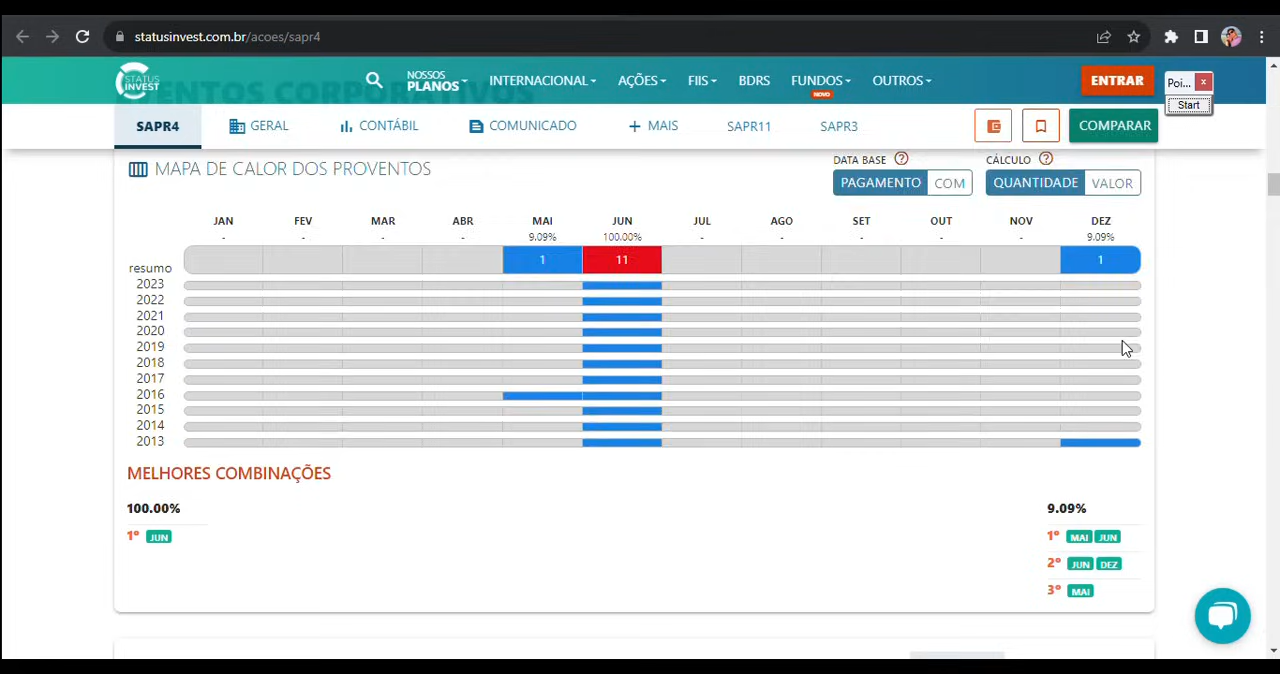 statusinvest.com.br/acoes/sapr4
STATUS INVEST
NOSSOS PLANOS
INTERNACIONAL
AÇÕES
FIIS
BDRS
FUNDOS
NOVO
OUTROS
ENTRAR
Poi...
Start
EVENTOS CORPORATIVOS
SAPR4
GERAL
CONTÁBIL
COMUNICADO
MAIS
SAPR11
SAPR3
COMPARAR
MAPA DE CALOR DOS PROVENTOS
DATA BASE ?
PAGAMENTO COM
CÁLCULO ?
QUANTIDADE VALOR
JAN FEV MAR ABR MAI JUN JUL AGO SET OUT NOV DEZ
- - - - 9.09% 100.00% - - - - - 9.09%
resumo 1 11 1
2023
2022
2021
2020
2019
2018
2017
2016
2015
2014
2013
MELHORES COMBINAÇÕES
100.00%
1º JUN
9.09%
1º MAI JUN
2º JUN DEZ
3º MAI